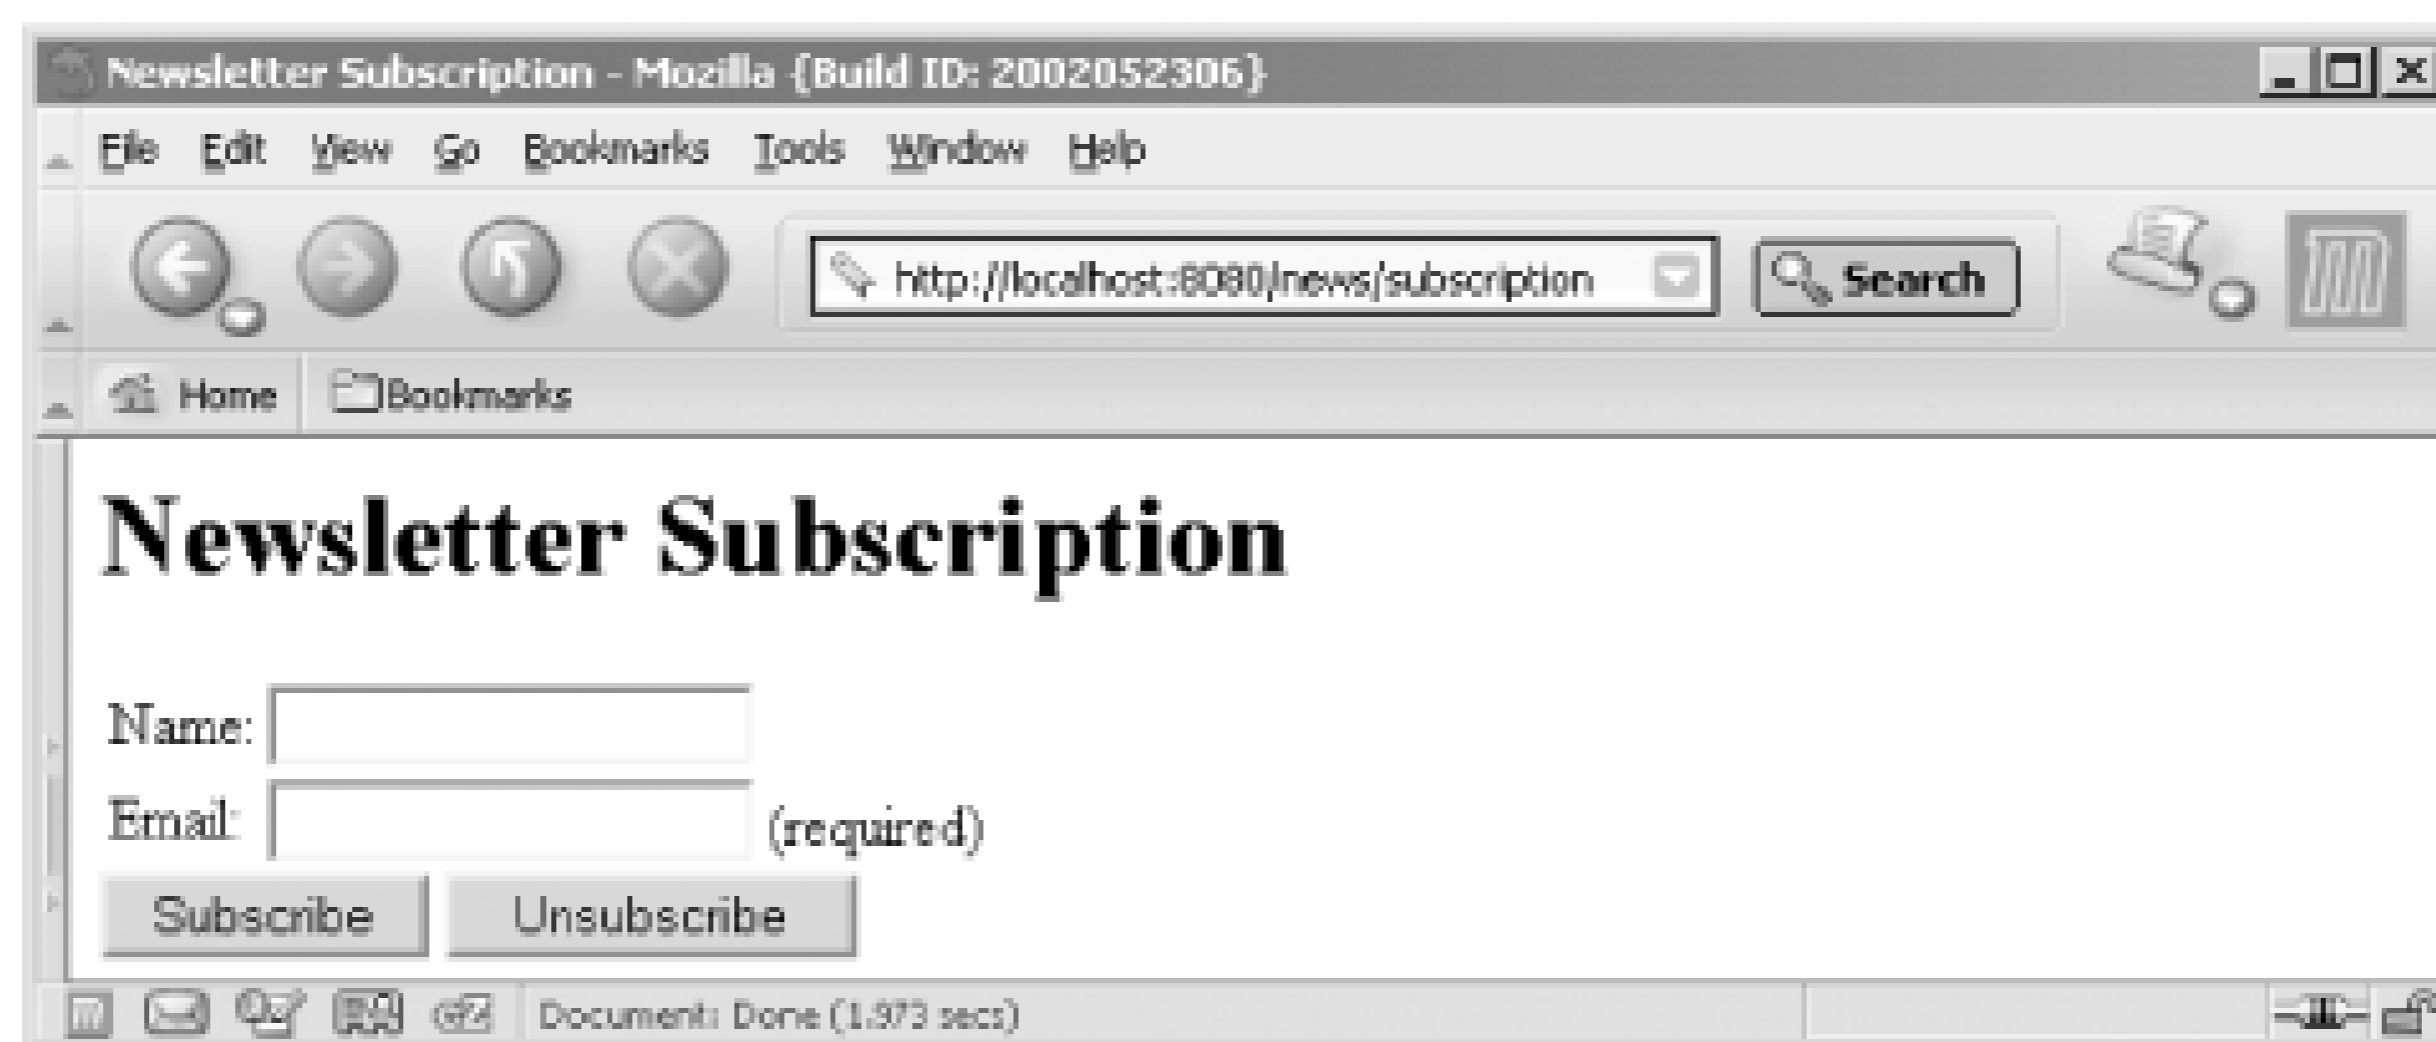 Newsletter Subscription - Mozilla {Build ID: 2002052306}
File Edit View Go Bookmarks Tools Window Help
http://localhost:8080/news/subscription Search
Home Bookmarks
Newsletter Subscription
Name:
Email: (required)
Subscribe Unsubscribe
Document: Done (1.973 secs)